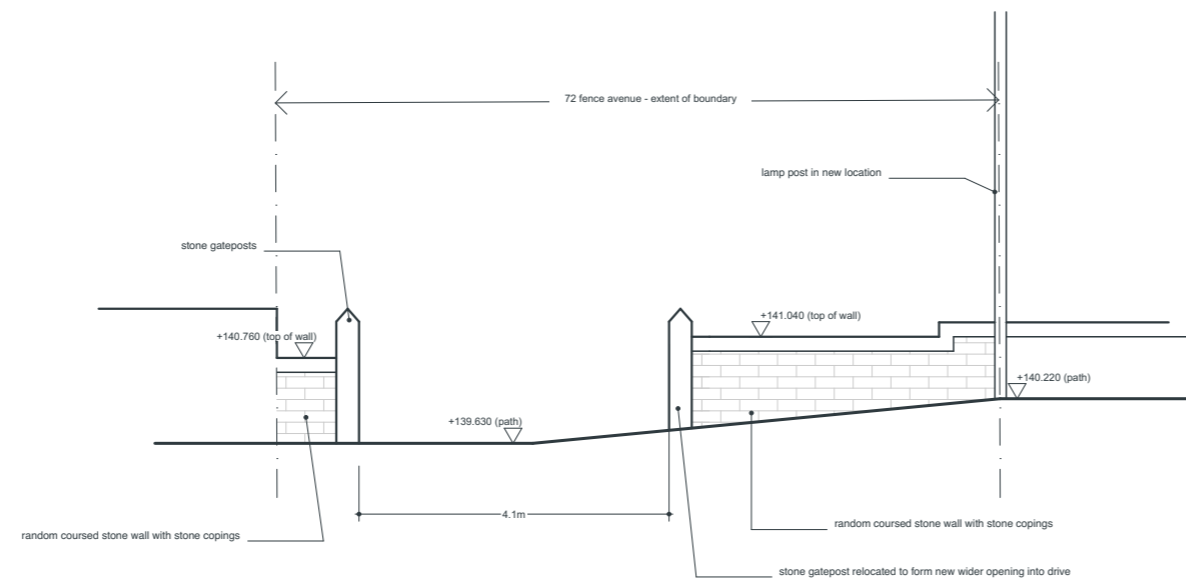 72 fence avenue - extent of boundary
lamp post in new location
stone gateposts
+140.760 (top of wall)
+141.040 (top of wall)
+140.220 (path)
+139.630 (path)
4.1m
random coursed stone wall with stone copings
random coursed stone wall with stone copings
stone gatepost relocated to form new wider opening into drive